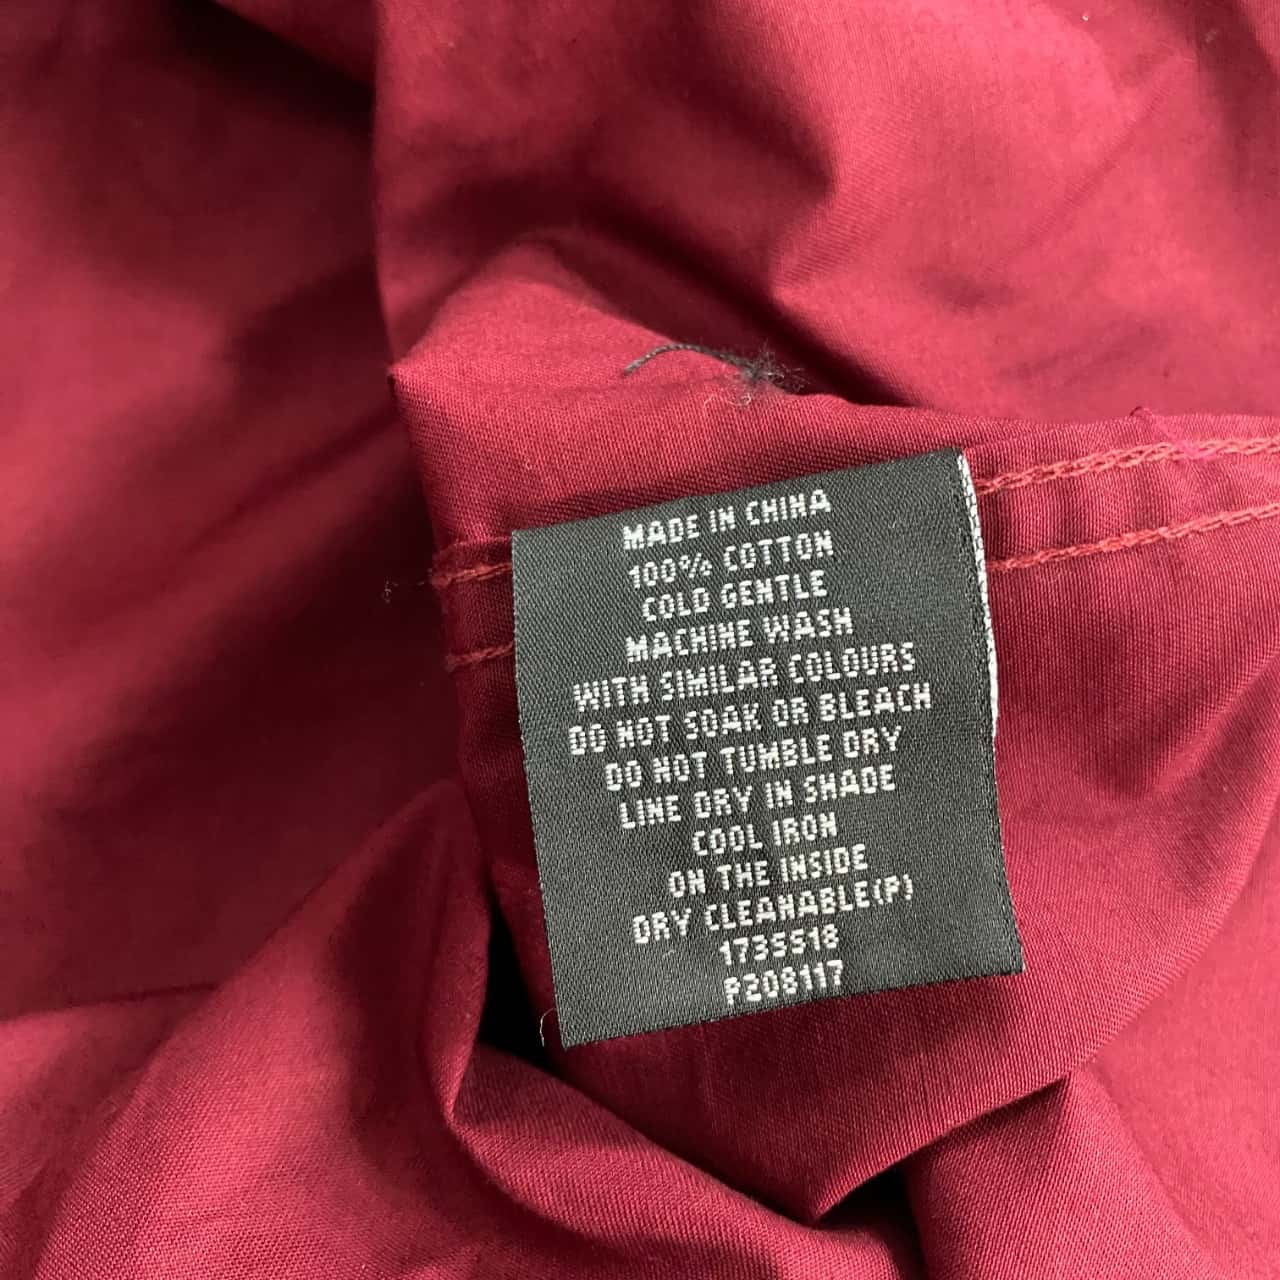 MADE IN CHINA
100% COTTON
COLD GENTLE
MACHINE WASH
WITH SIMILAR COLOURS
DO NOT SOAK OR BLEACH
DO NOT TUMBLE DRY
LINE DRY IN SHADE
COOL IRON
ON THE INSIDE
DRY CLEANABLE(P)
1735518
P208117